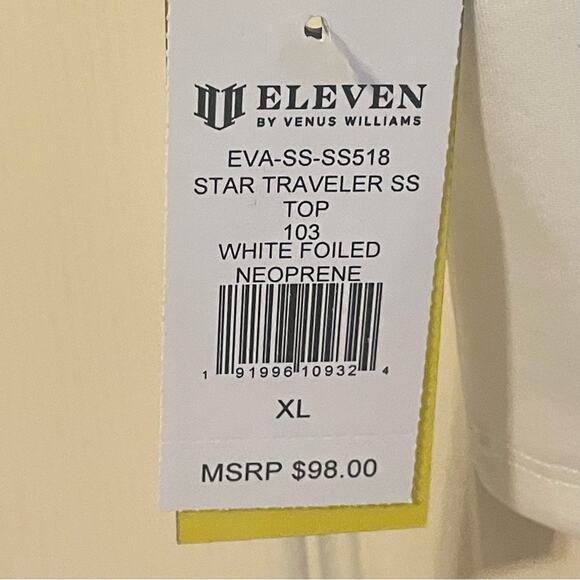 ELEVEN
BY VENUS WILLIAMS
EVA-SS-SS518
STAR TRAVELER SS
TOP
103
WHITE FOILED
NEOPRENE
1 91996 10932 4
XL
MSRP $98.00